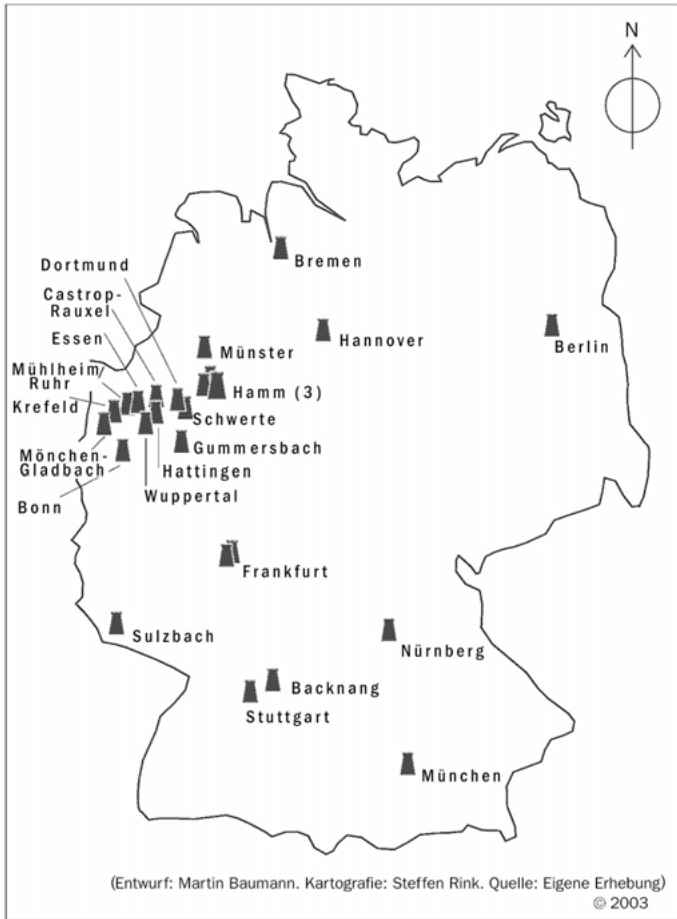 N
Bremen
Dortmund
Castrop-
Rauxel
Essen
Hannover
Berlin
Münster
Mühlheim
Ruhr
Hamm (3)
Krefeld
Schwerte
Mönchen-
Gladbach
Gummersbach
Hattingen
Wuppertal
Bonn
Frankfurt
Sulzbach
Nürnberg
Backnang
Stuttgart
München
(Entwurf: Martin Baumann. Kartografie: Steffen Rink. Quelle: Eigene Erhebung)
© 2003